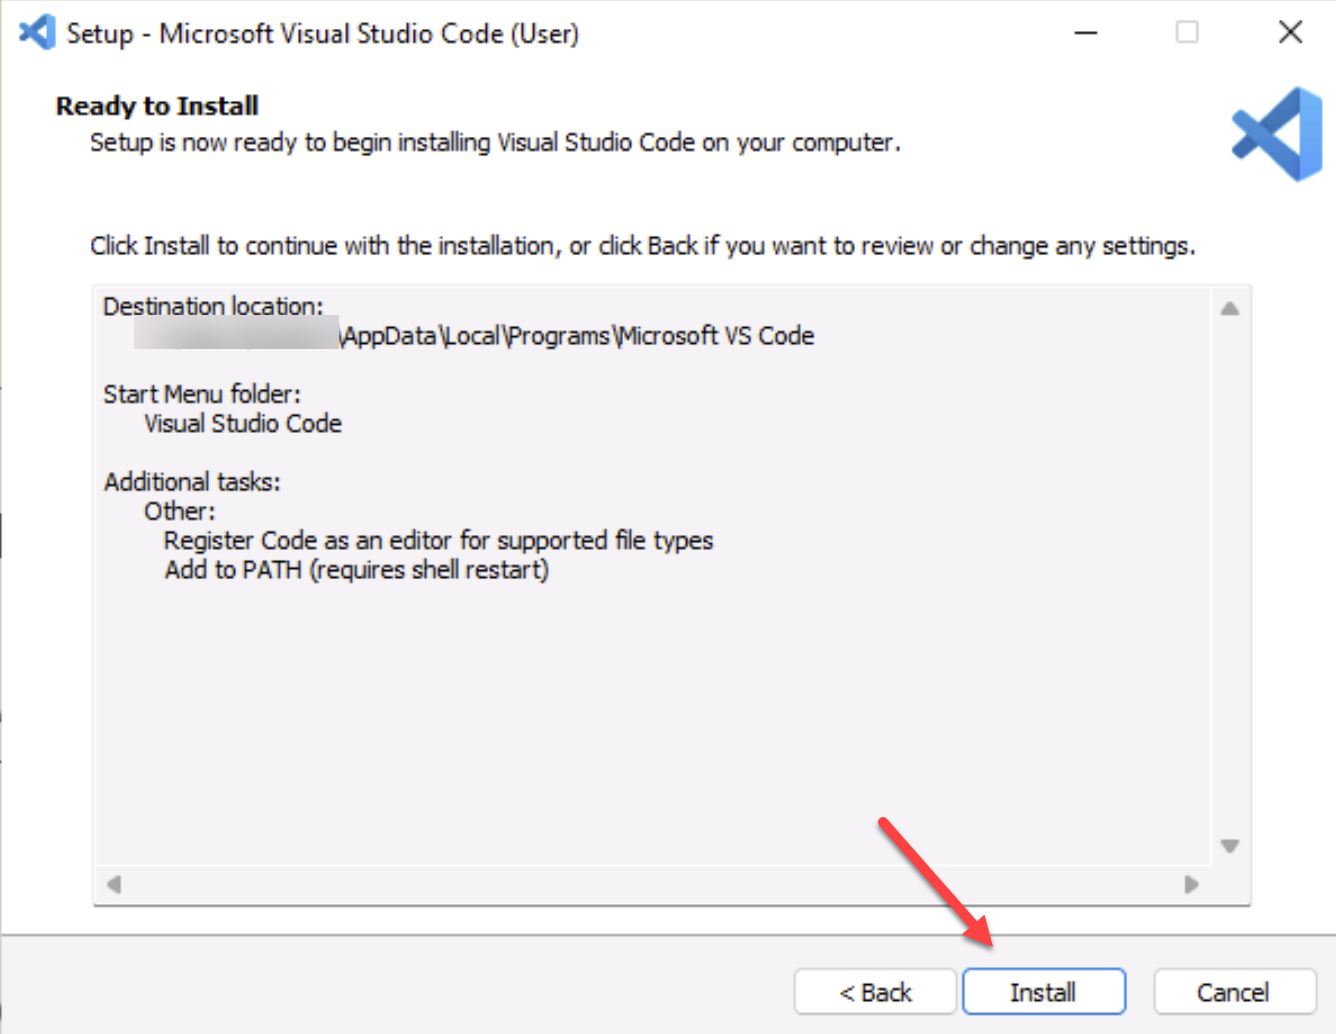 Setup - Microsoft Visual Studio Code (User)
Ready to Install
Setup is now ready to begin installing Visual Studio Code on your computer.
Click Install to continue with the installation, or click Back if you want to review or change any settings.
Destination location:
\AppData\Local\Programs\Microsoft VS Code
Start Menu folder:
Visual Studio Code
Additional tasks:
Other:
Register Code as an editor for supported file types
Add to PATH (requires shell restart)
< Back
Install
Cancel